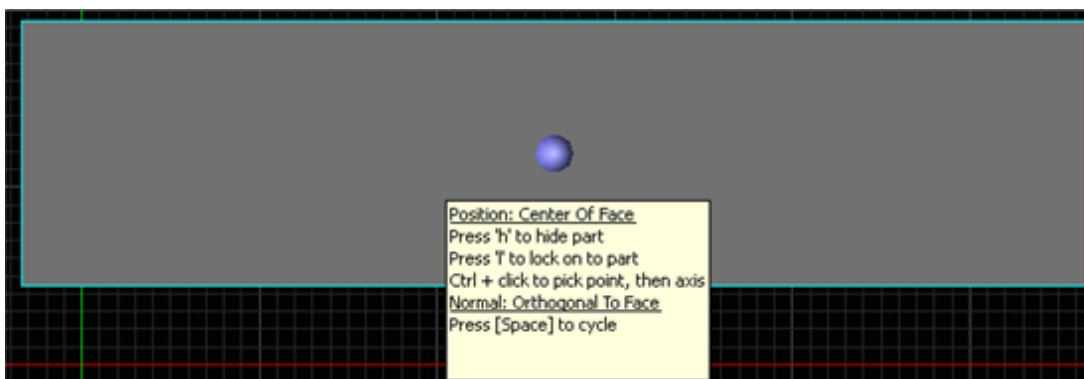 Position: Center Of Face
Press 'h' to hide part
Press 'l' to lock on to part
Ctrl + click to pick point, then axis
Normal: Orthogonal To Face
Press [Space] to cycle